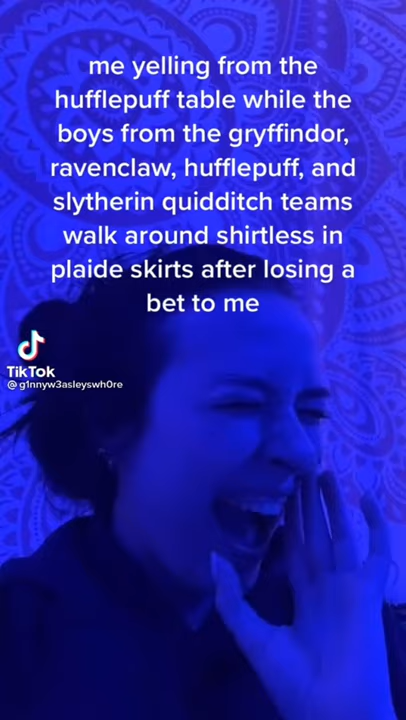 me yelling from the
hufflepuff table while the
boys from the gryffindor,
ravenclaw, hufflepuff, and
slytherin quidditch teams
walk around shirtless in
plaide skirts after losing a
bet to me
TikTok
@g1nnyw3asleyswh0re